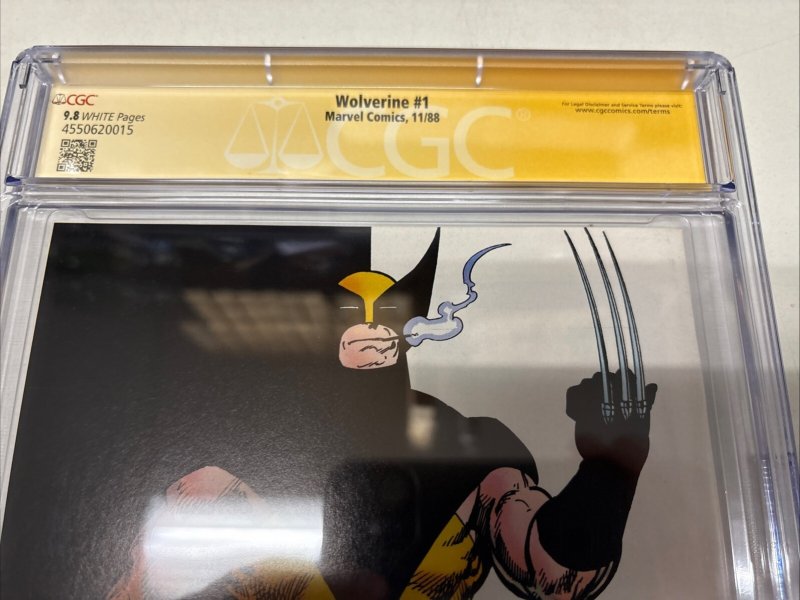 CGC
9.8 WHITE Pages
4550620015
Wolverine #1
Marvel Comics, 11/88
For Legal Disclaimer and Service Terms please visit:
www.cgccomics.com/terms
CGC®